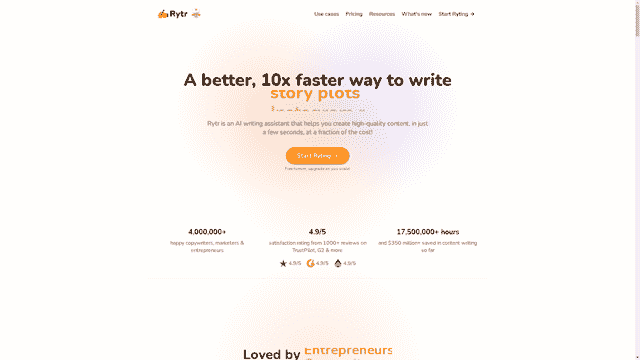 Rytr
Use cases Pricing Resources What's new Start Ryting →
A better, 10x faster way to write
story plots
Rytr is an AI writing assistant that helps you create high-quality content, in just
a few seconds, at a fraction of the cost!
Start Ryting →
4,000,000+ 4.9/5 17,500,000+ hours
happy copywriters, marketers & satisfaction rating from 1000+ reviews on and $350 million+ saved in content writing
entrepreneurs TrustPilot, G2 & more so far
4.9/5 4.9/5 4.9/5
Loved by Entrepreneurs